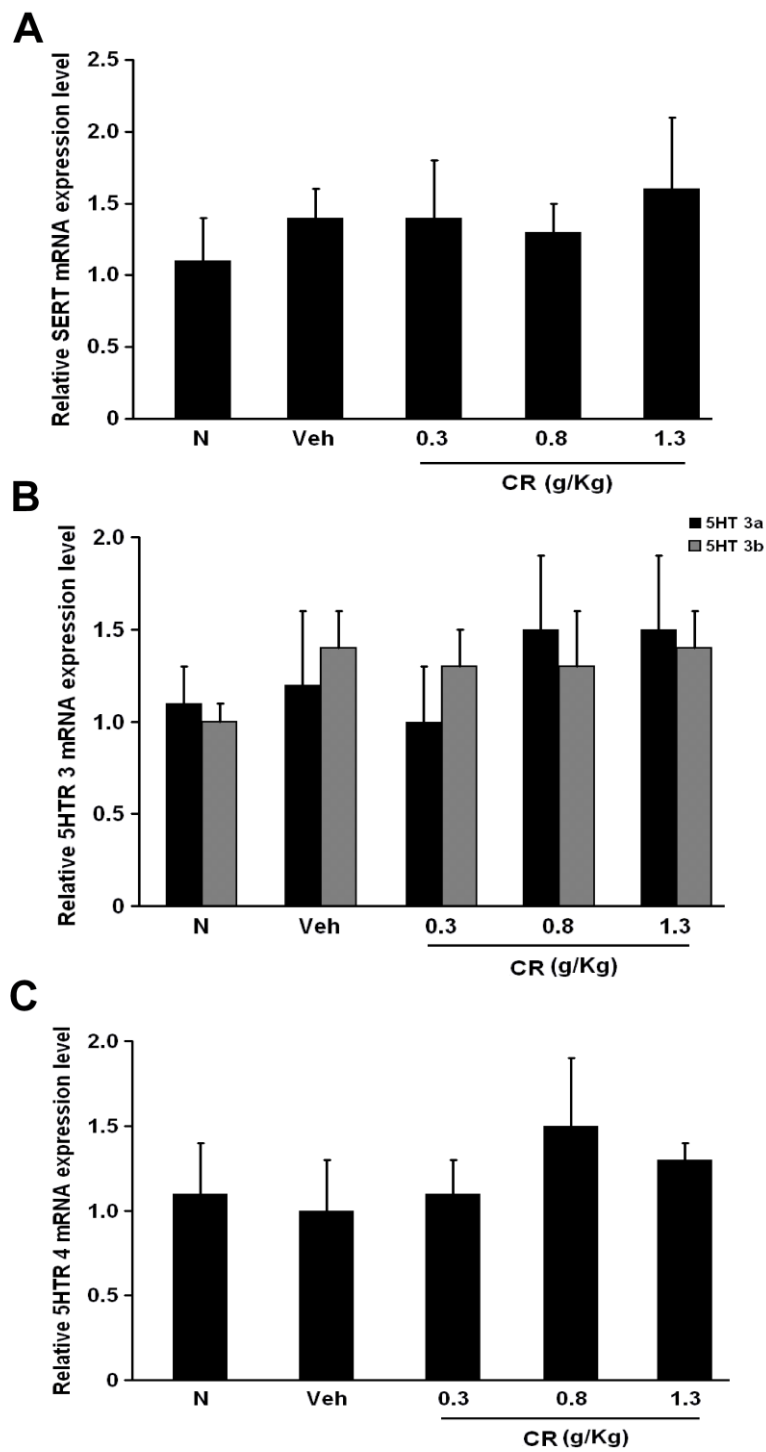 A
Relative SERT mRNA expression level
2.5
2.0
1.5
1.0
0.5
0
N Veh 0.3 0.8 1.3
CR (g/Kg)
B
Relative 5HTR 3 mRNA expression level
5HT 3a
5HT 3b
2.0
1.5
1.0
0.5
0
N Veh 0.3 0.8 1.3
CR (g/Kg)
C
Relative 5HTR 4 mRNA expression level
2.0
1.5
1.0
0.5
0
N Veh 0.3 0.8 1.3
CR (g/Kg)